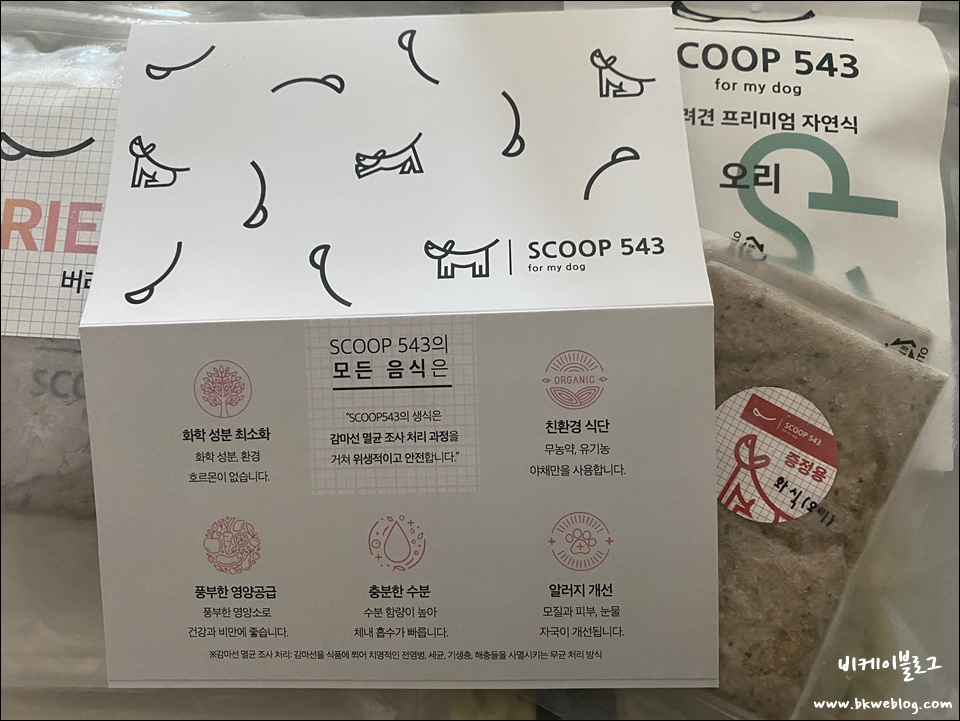 SCOOP 543
for my dog
COOP 543
for my dog
려견 프리미엄 자연식
오리
RIE
버
SCOOP 543의
모든 음식은
"SCOOP543의 생식은
감마선 멸균 조사 처리 과정을
거쳐 위생적이고 안전합니다."
화학 성분 최소화
화학 성분, 환경
호르몬이 없습니다.
ORGANIC
친환경 식단
무농약, 유기농
야채만을 사용합니다.
풍부한 영양공급
풍부한 영양소로
건강과 비만에 좋습니다.
충분한 수분
수분 함량이 높아
체내 흡수가 빠릅니다.
알러지 개선
모질과 피부, 눈물
자국이 개선됩니다.
※감마선 멸균 조사 처리: 감마선을 식품에 쬐어 치명적인 전염병, 세균, 기생충, 해충들을 사멸시키는 무균 처리 방식
SCOOP 543
증정용
화식(오리)
비케이블로그
www.bkweblog.com